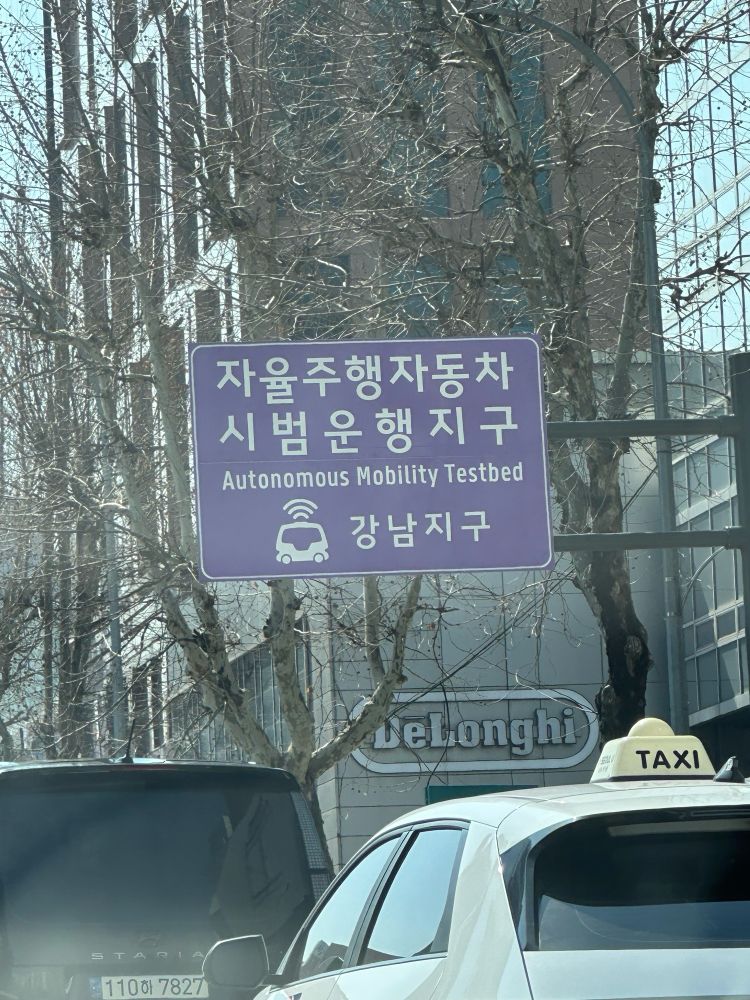 자율주행자동차
시범운행지구
Autonomous Mobility Testbed
강남지구
DeLonghi
TAXI
STARIA
110하 7827